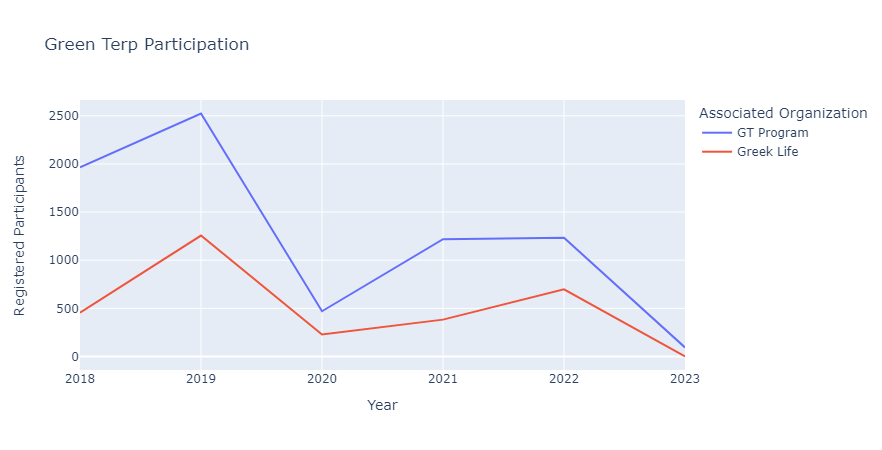 Green Terp Participation
Associated Organization
GT Program
Greek Life
Registered Participants
2500
2000
1500
1000
500
0
2018 2019 2020 2021 2022 2023
Year